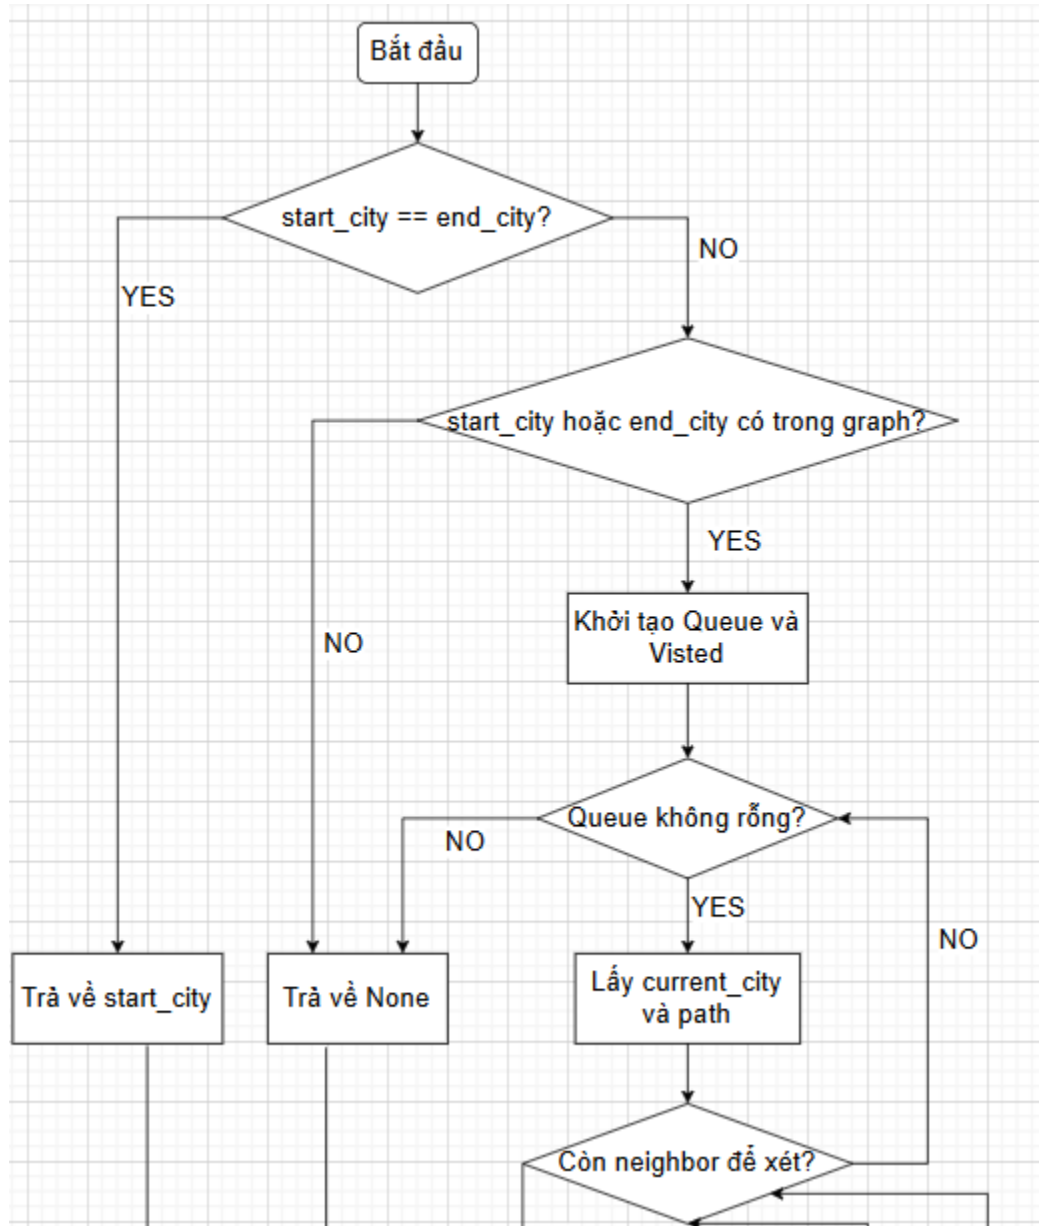 Bắt đầu
start_city == end_city?
NO
YES
start_city hoặc end_city có trong graph?
YES
Khởi tạo Queue và
Visted
NO
Queue không rỗng?
NO
YES
NO
Trả về start_city
Trả về None
Lấy current_city
và path
Còn neighbor để xét?